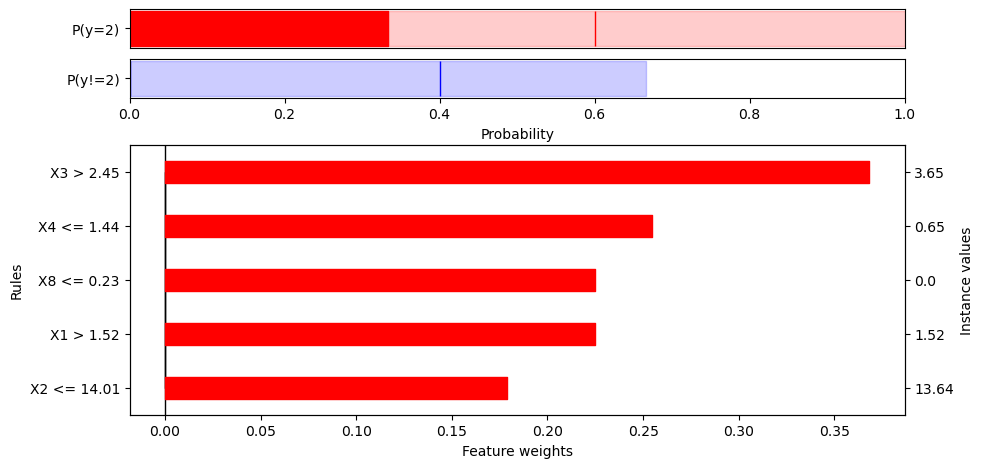 P(y=2)
P(y!=2)
0.0 0.2 0.4 0.6 0.8 1.0
Probability
X3 > 2.45 3.65
X4 <= 1.44 0.65
X8 <= 0.23 0.0
X1 > 1.52 1.52
X2 <= 14.01 13.64
Rules
Instance values
0.00 0.05 0.10 0.15 0.20 0.25 0.30 0.35
Feature weights